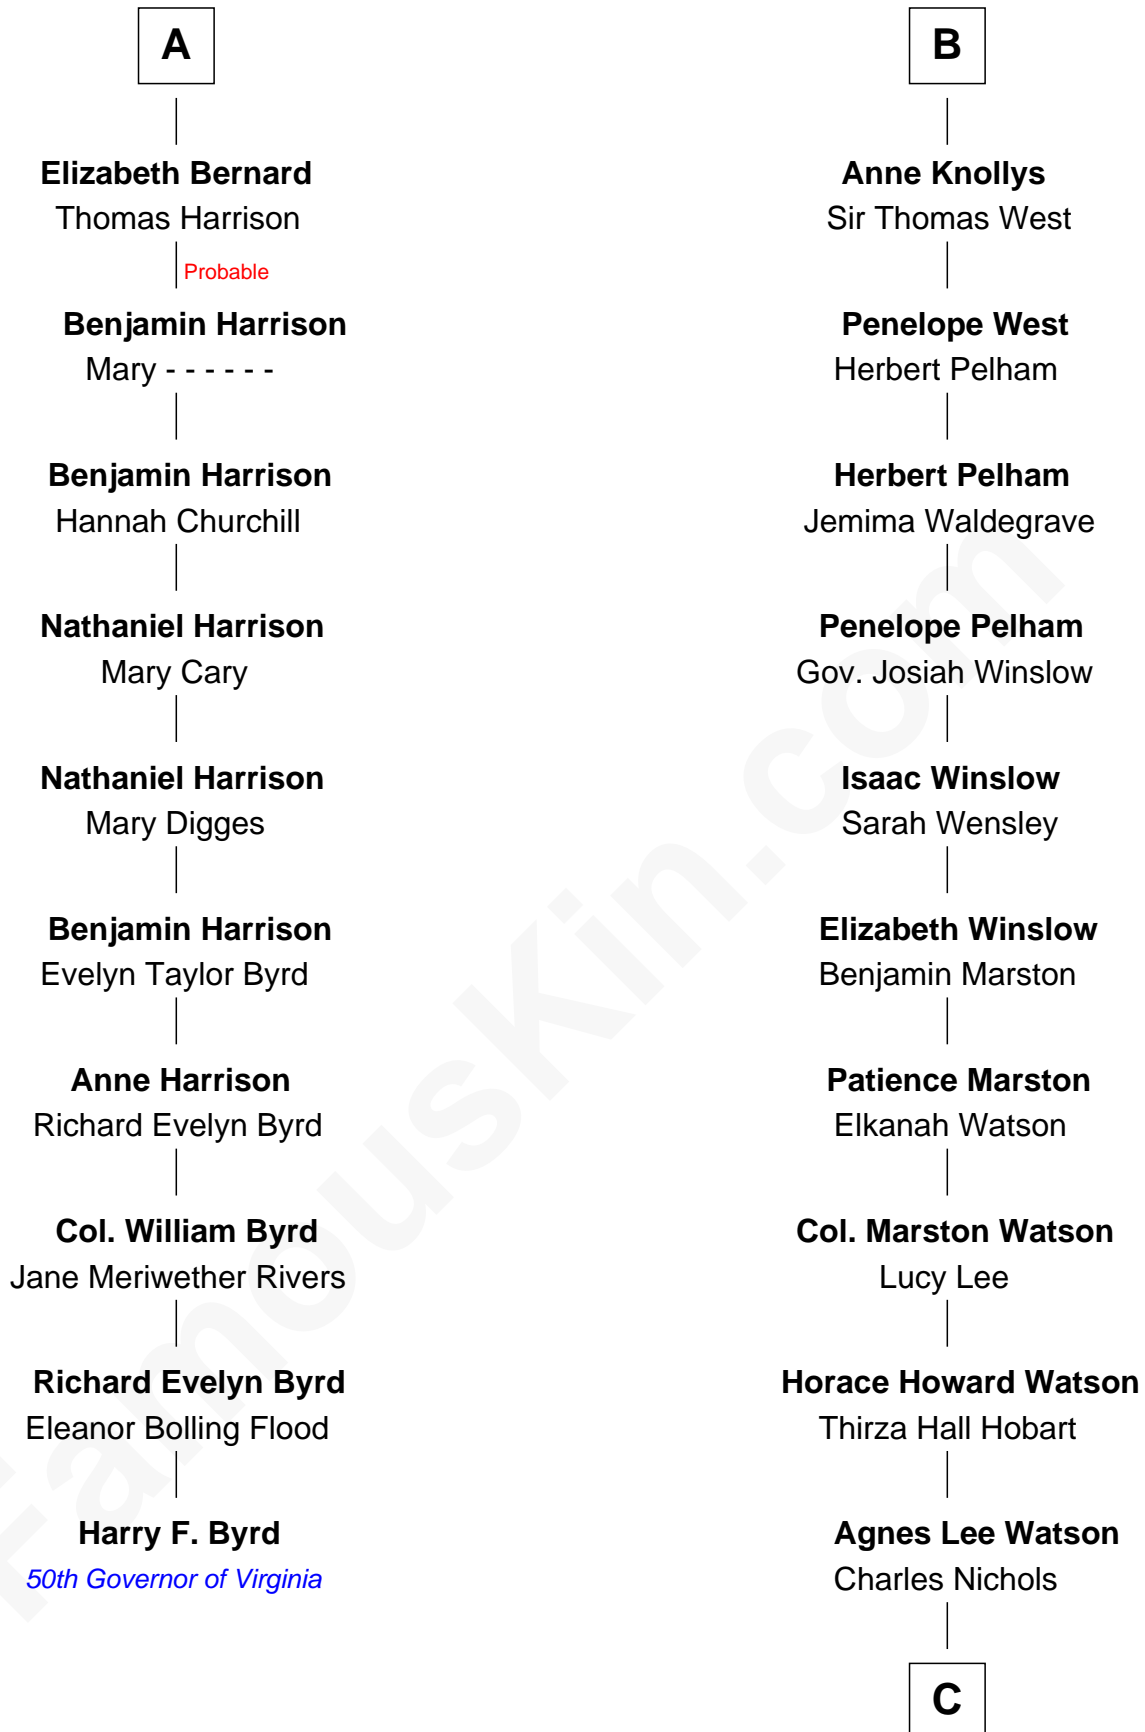 A
Elizabeth Bernard
Thomas Harrison
Probable
Benjamin Harrison
Mary - - - - - -
Benjamin Harrison
Hannah Churchill
Nathaniel Harrison
Mary Cary
Nathaniel Harrison
Mary Digges
Benjamin Harrison
Evelyn Taylor Byrd
Anne Harrison
Richard Evelyn Byrd
Col. William Byrd
Jane Meriwether Rivers
Richard Evelyn Byrd
Eleanor Bolling Flood
Harry F. Byrd
50th Governor of Virginia
B
Anne Knollys
Sir Thomas West
Penelope West
Herbert Pelham
Herbert Pelham
Jemima Waldegrave
Penelope Pelham
Gov. Josiah Winslow
Isaac Winslow
Sarah Wensley
Elizabeth Winslow
Benjamin Marston
Patience Marston
Elkanah Watson
Col. Marston Watson
Lucy Lee
Horace Howard Watson
Thirza Hall Hobart
Agnes Lee Watson
Charles Nichols
C
FamousKin.com